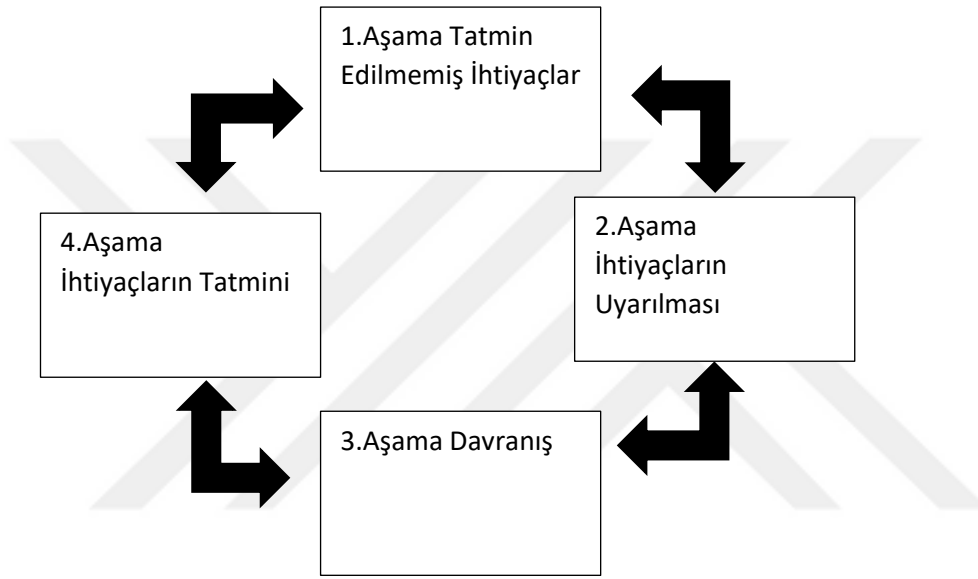 1.Aşama Tatmin
Edilmemiş İhtiyaçlar
2.Aşama
İhtiyaçların
Uyarılması
3.Aşama Davranış
4.Aşama
İhtiyaçların Tatmini